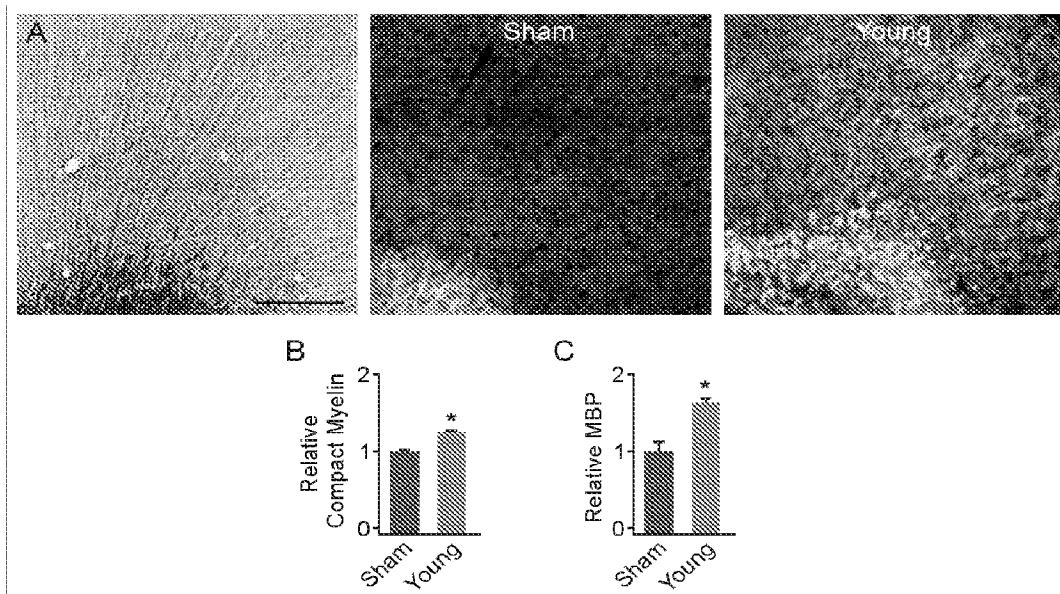 A
Sham
Young
B
2
1
0
Relative
Compact Myelin
*
Sham
Young
C
2
1
0
Relative MBP
*
Sham
Young